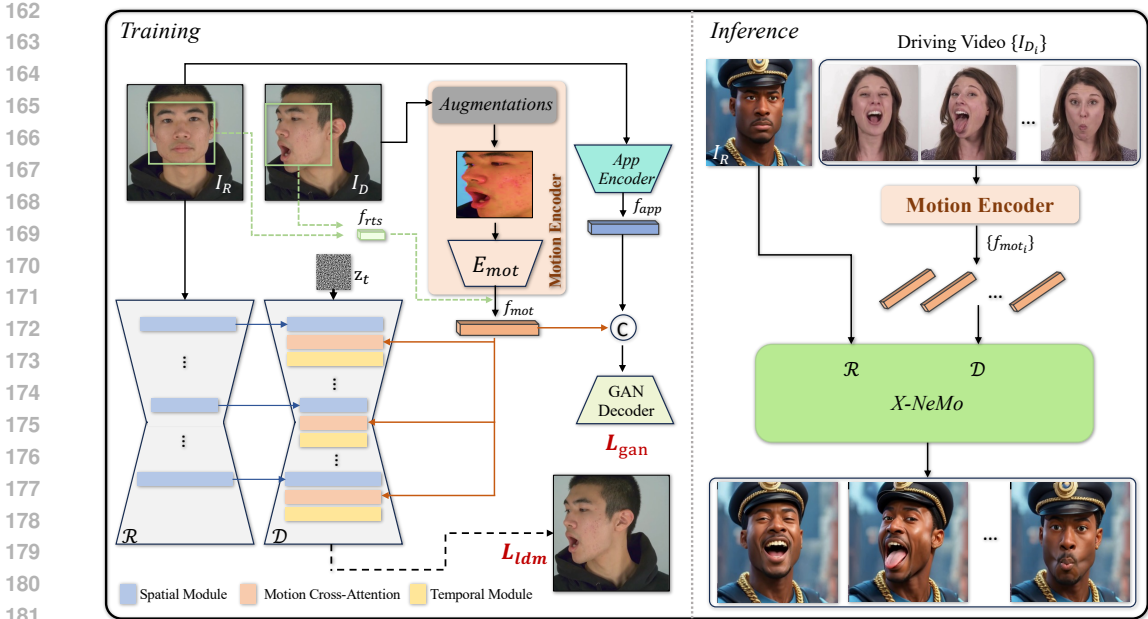 162
163
164
165
166
167
168
169
170
171
172
173
174
175
176
177
178
179
180
181
Training
I_R
I_D
Augmentations
Motion Encoder
E_mot
f_rts
z_t
f_mot
App
Encoder
f_app
C
GAN
Decoder
L_gan
...
...
...
...
R
D
L_ldm
Spatial Module
Motion Cross-Attention
Temporal Module
Inference
Driving Video {I_{D_i}}
I_R
...
Motion Encoder
{f_{mot_i}}
...
R
D
X-NeMo
...